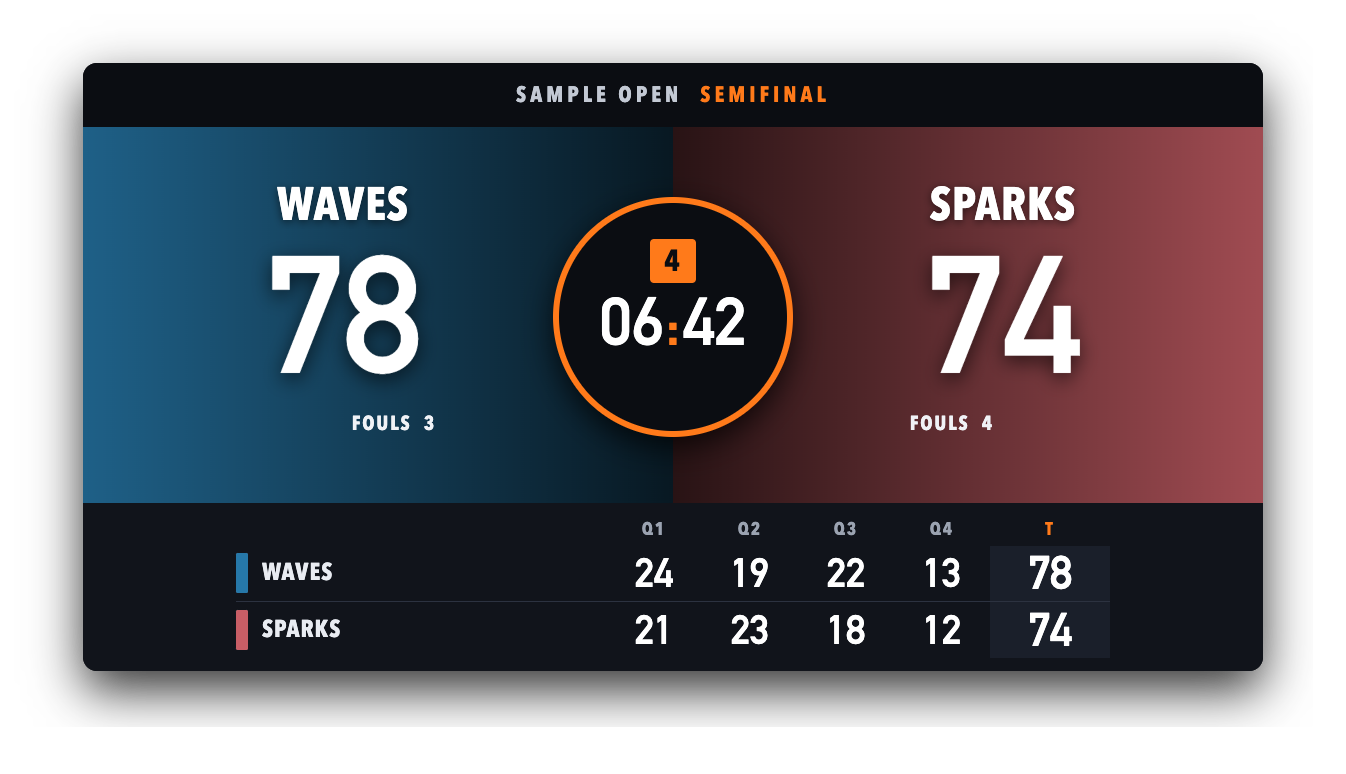 SAMPLE OPEN SEMIFINAL
WAVES
78
FOULS 3
4
06:42
SPARKS
74
FOULS 4
Q1 Q2 Q3 Q4 T
WAVES 24 19 22 13 78
SPARKS 21 23 18 12 74